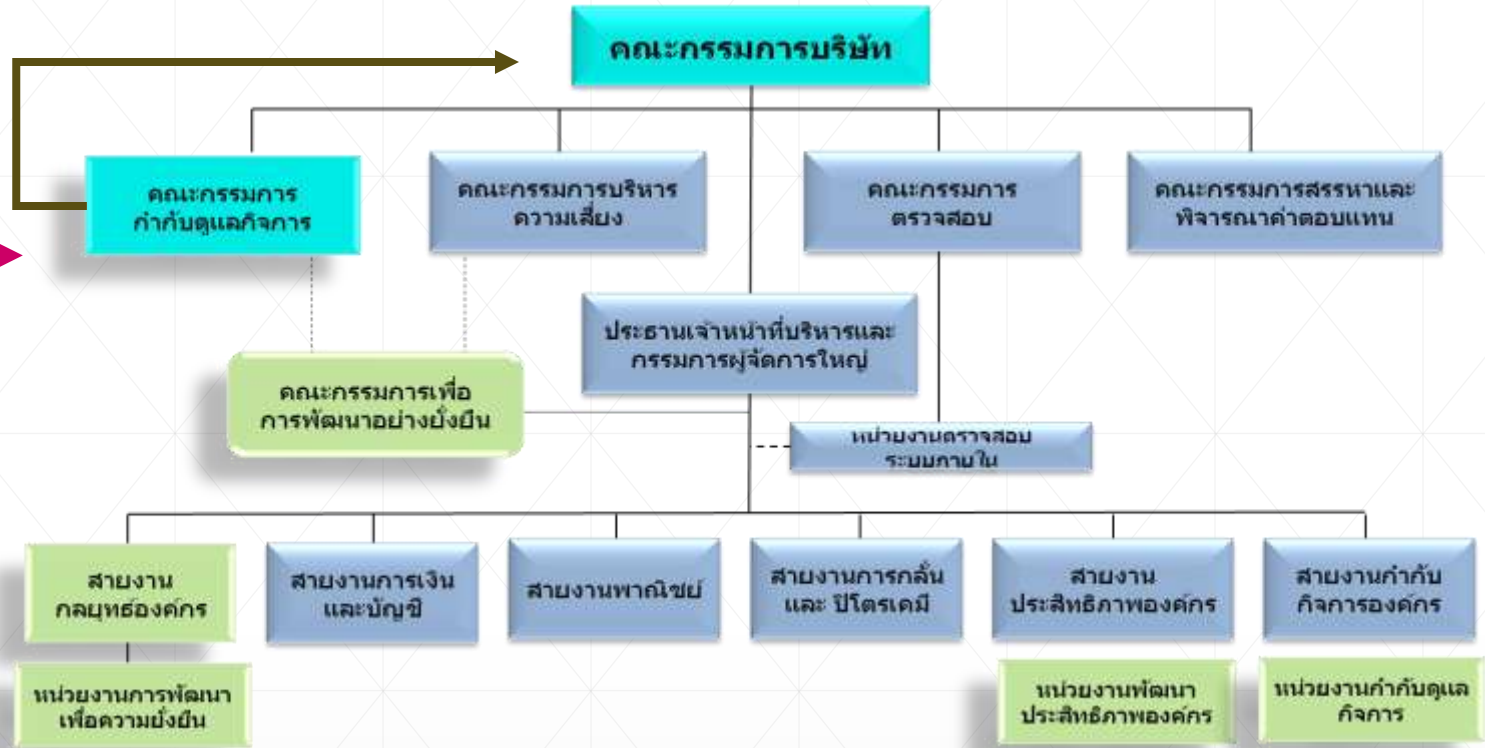 คณะกรรมการบริษัท
คณะกรรมการ
กำกับดูแลกิจการ
คณะกรรมการบริหาร
ความเสี่ยง
คณะกรรมการ
ตรวจสอบ
คณะกรรมการสรรหาและ
พิจารณาค่าตอบแทน
ประธานเจ้าหน้าที่บริหารและ
กรรมการผู้จัดการใหญ่
คณะกรรมการเพื่อ
การพัฒนาอย่างยั่งยืน
หน่วยงานตรวจสอบ
ระบบภายใน
สายงาน
กลยุทธ์องค์กร
สายงานการเงิน
และบัญชี
สายงานพาณิชย์
สายงานการกลั่น
และ ปิโตรเคมี
สายงาน
ประสิทธิภาพองค์กร
สายงานกำกับ
กิจการองค์กร
หน่วยงานการพัฒนา
เพื่อความยั่งยืน
หน่วยงานพัฒนา
ประสิทธิภาพองค์กร
หน่วยงานกำกับดูแล
กิจการ